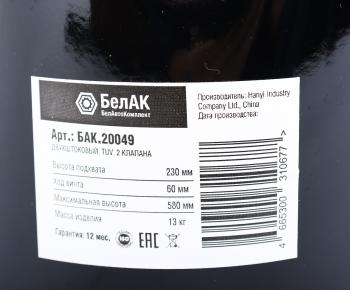 БелАК
БелАвтоКомплект
Арт.: БАК.20049
ДВУХШТОКОВЫЙ, TUV, 2 КЛАПАНА
Высота подхвата 230 мм
Ход винта 60 мм
Максимальная высота 580 мм
Масса изделия 13 кг
Гарантия: 12 мес. ISO ЕАС
Производитель: Hanyi Industry
Company Ltd., China
Дата производства:
4 665300 310677 >